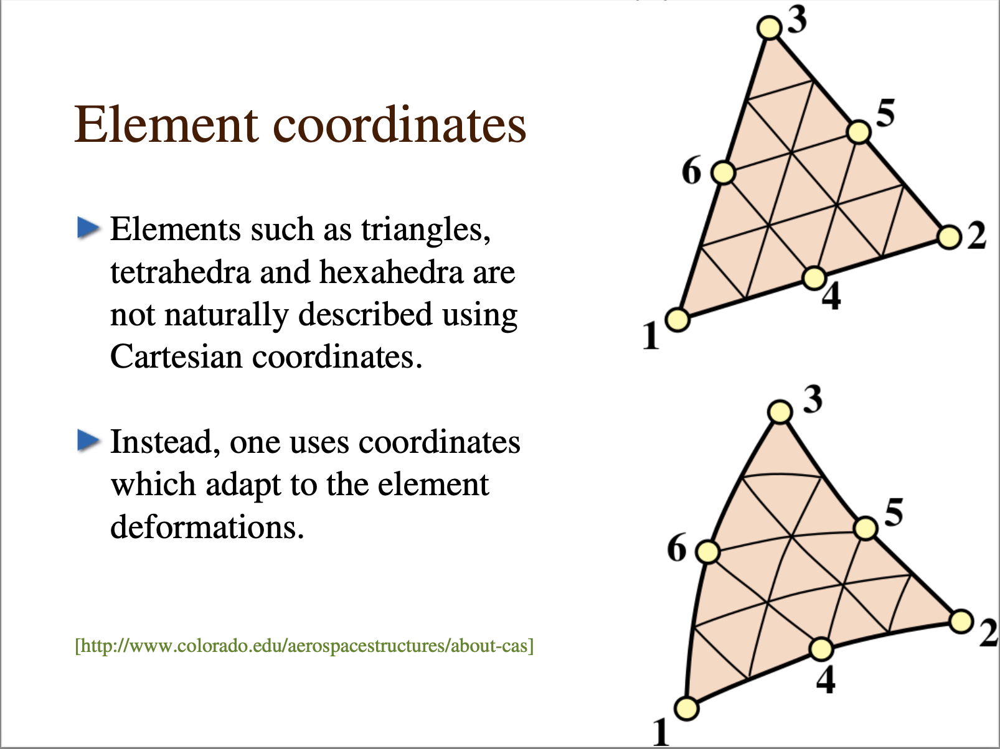 Element coordinates
Elements such as triangles,
tetrahedra and hexahedra are
not naturally described using
Cartesian coordinates.
Instead, one uses coordinates
which adapt to the element
deformations.
[http://www.colorado.edu/aerospacestructures/about-cas]
3
5
6
2
4
1
3
5
6
2
4
1